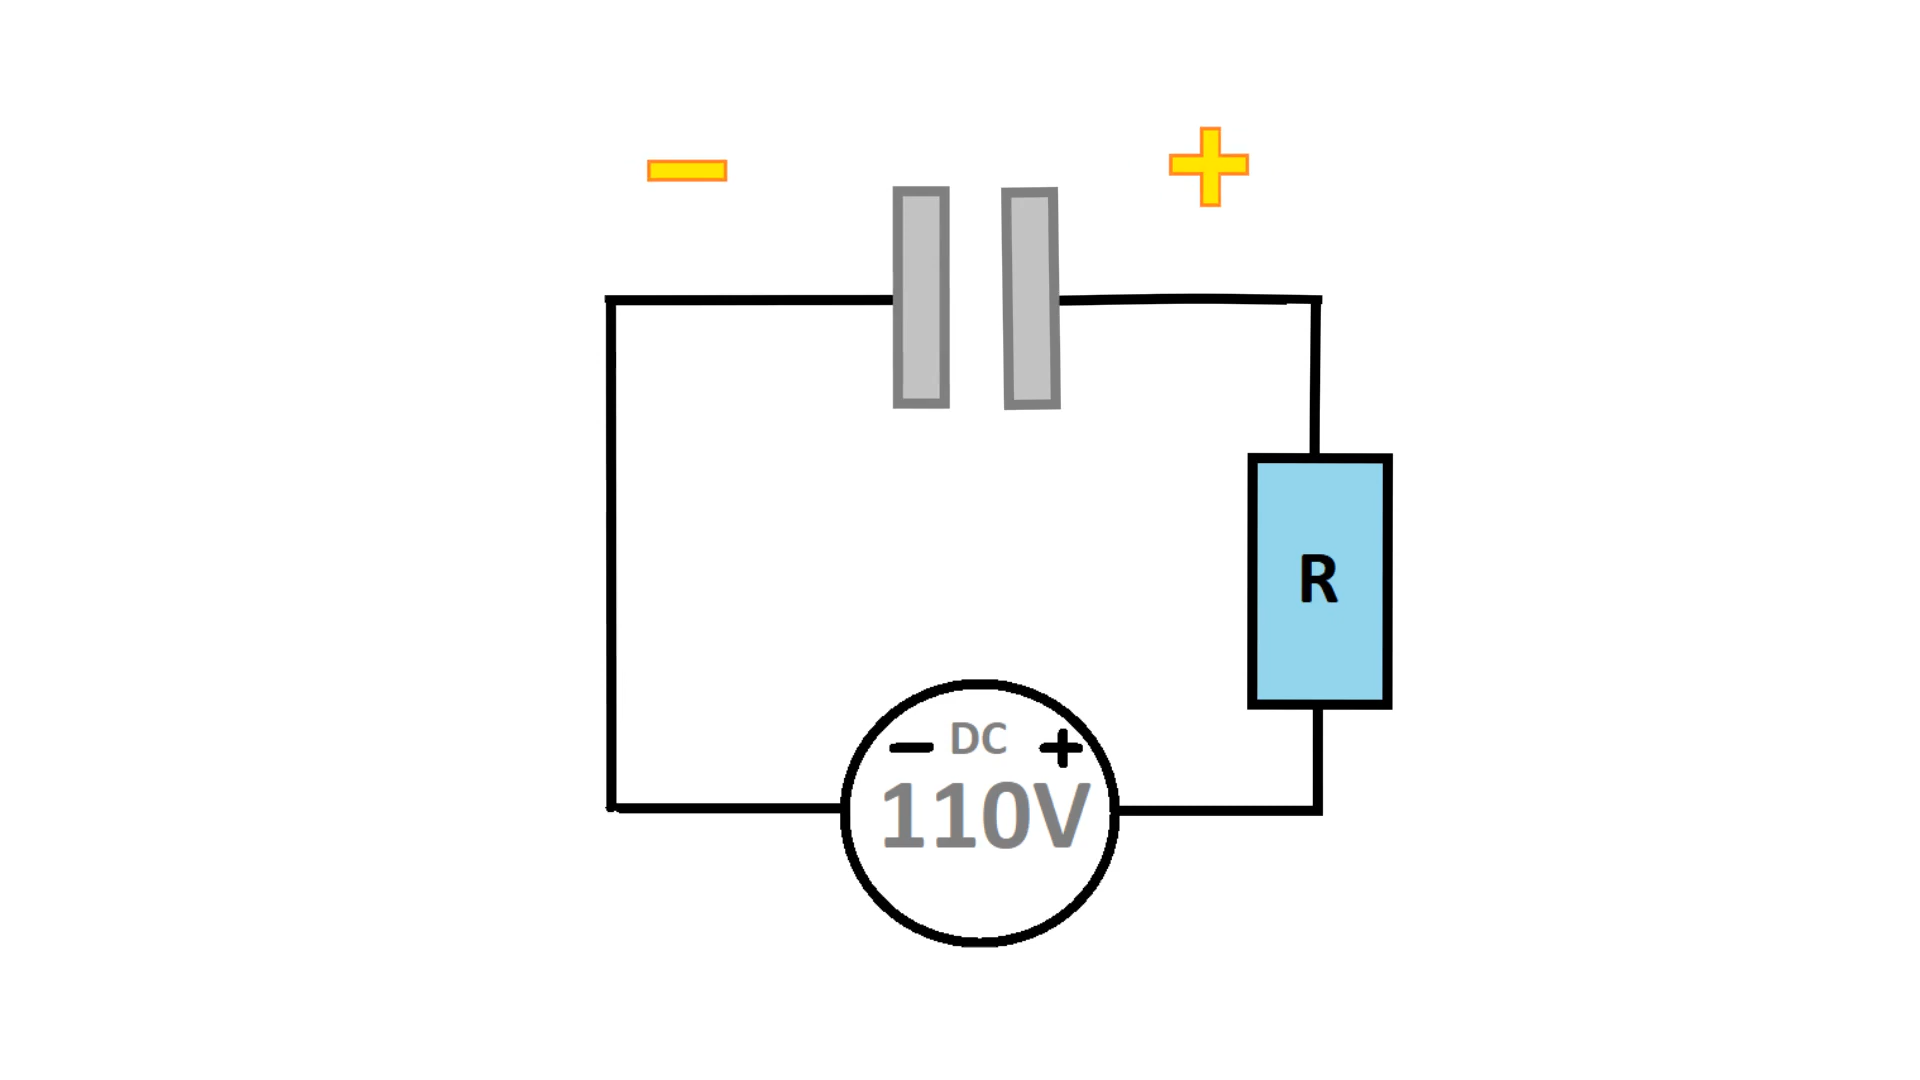 − +
R
− DC +
110V